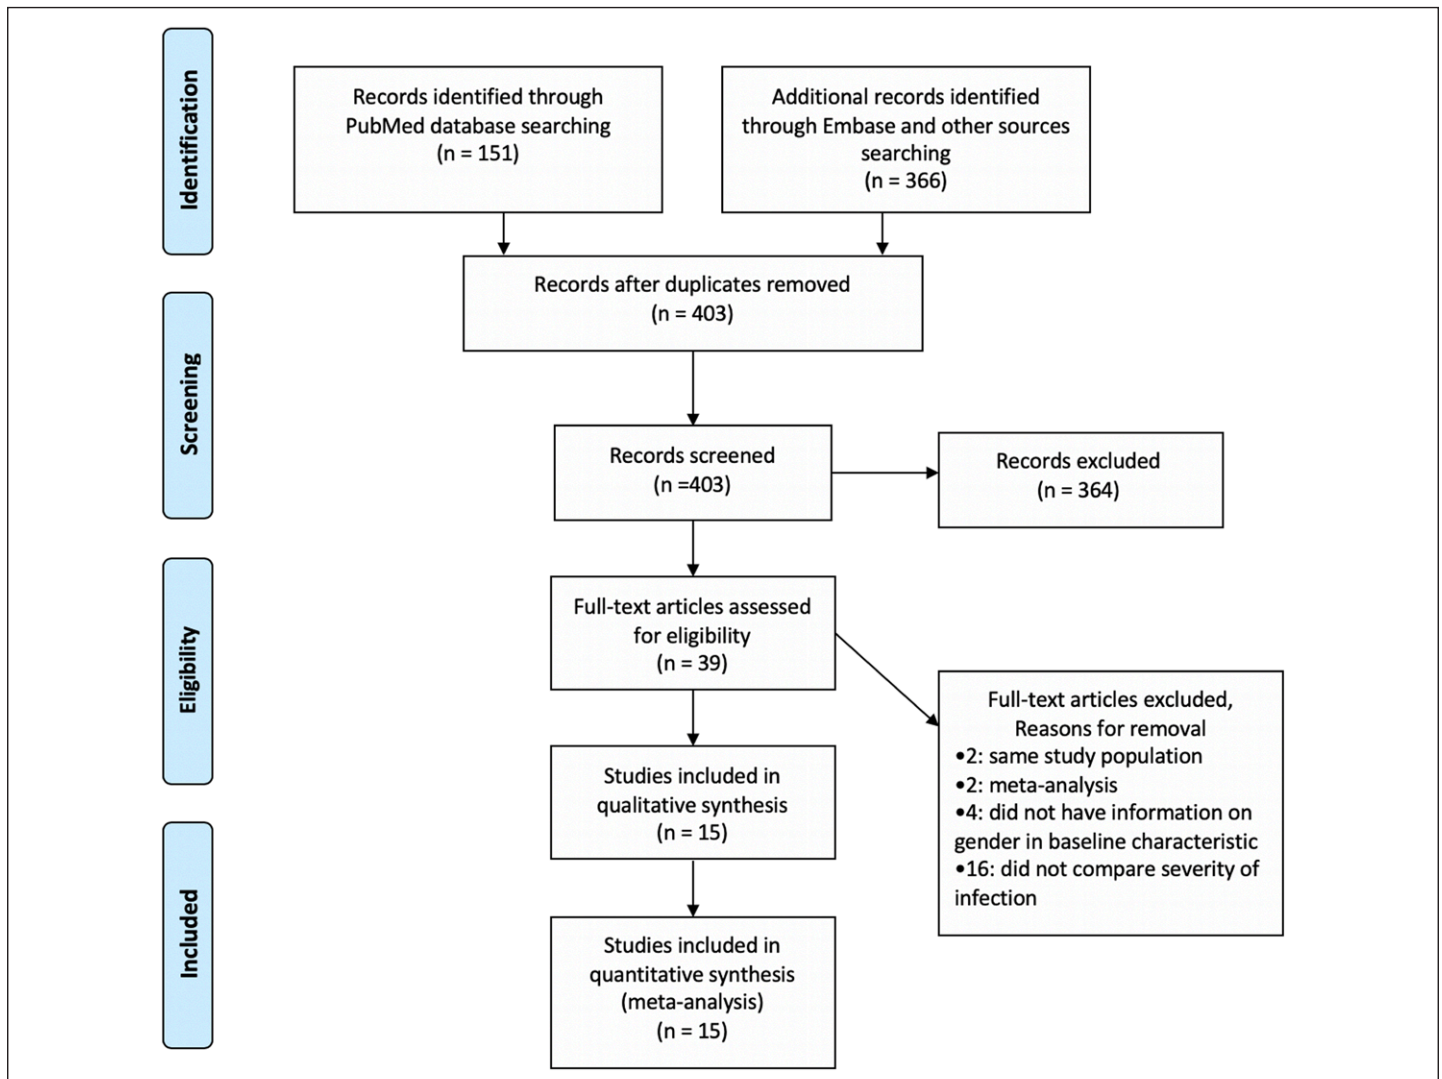 Identification
Records identified through
PubMed database searching
(n = 151)
Additional records identified
through Embase and other sources
searching
(n = 366)
Records after duplicates removed
(n = 403)
Screening
Records screened
(n =403)
Records excluded
(n = 364)
Eligibility
Full-text articles assessed
for eligibility
(n = 39)
Full-text articles excluded,
Reasons for removal
•2: same study population
•2: meta-analysis
•4: did not have information on
gender in baseline characteristic
•16: did not compare severity of
infection
Studies included in
qualitative synthesis
(n = 15)
Included
Studies included in
quantitative synthesis
(meta-analysis)
(n = 15)